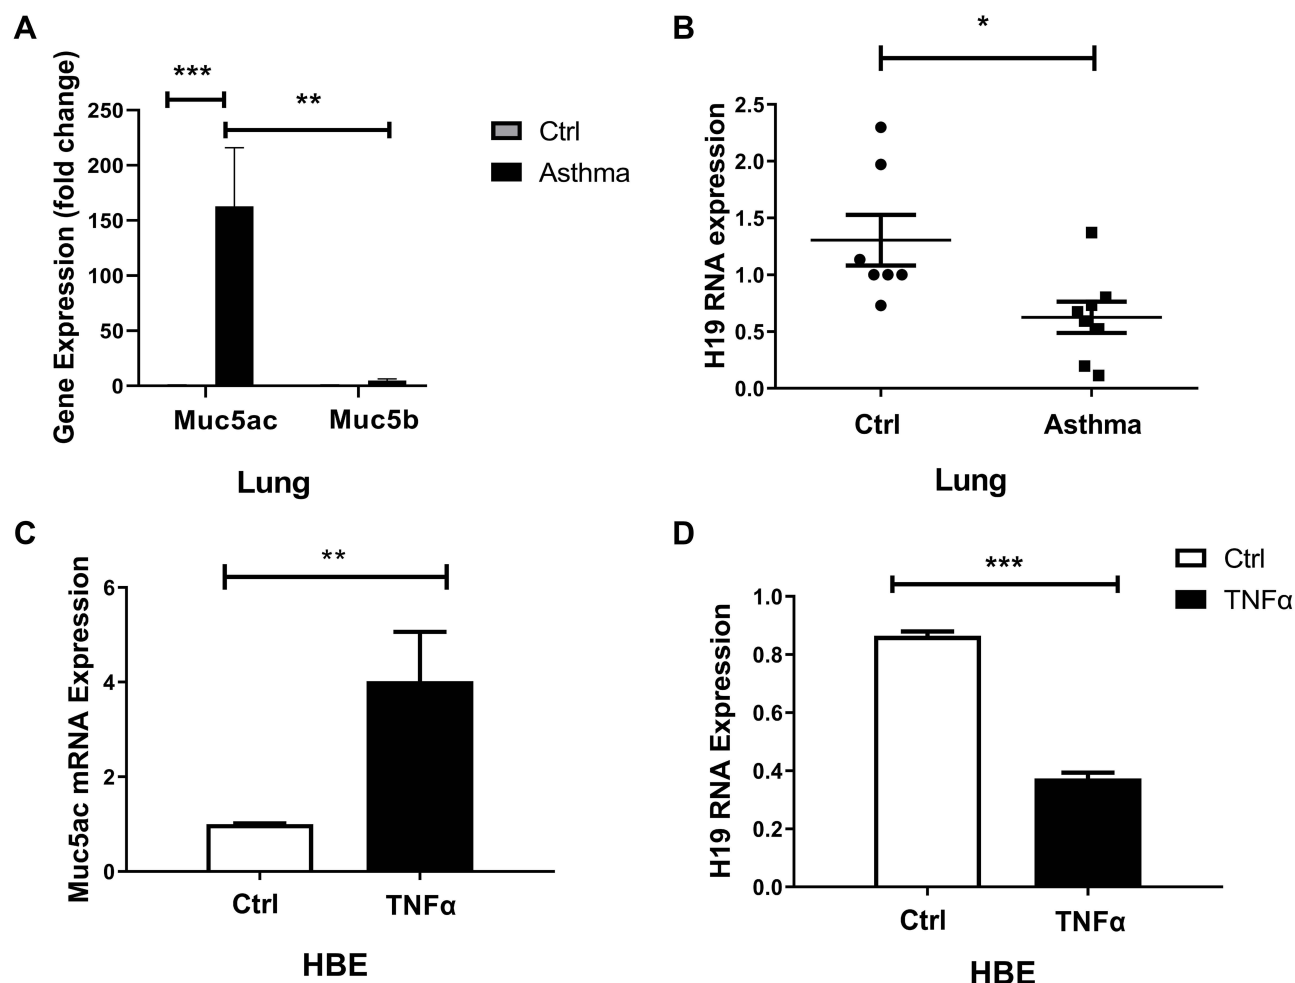 A
Gene Expression (fold change)
250
200
150
100
50
0
***
**
Ctrl
Asthma
Muc5ac
Muc5b
Lung
B
H19 RNA expression
2.5
2.0
1.5
1.0
0.5
0.0
*
Ctrl
Asthma
Lung
C
Muc5ac mRNA Expression
6
4
2
0
**
Ctrl
TNFα
HBE
D
H19 RNA Expression
1.0
0.8
0.6
0.4
0.2
0.0
***
Ctrl
TNFα
Ctrl
TNFα
HBE